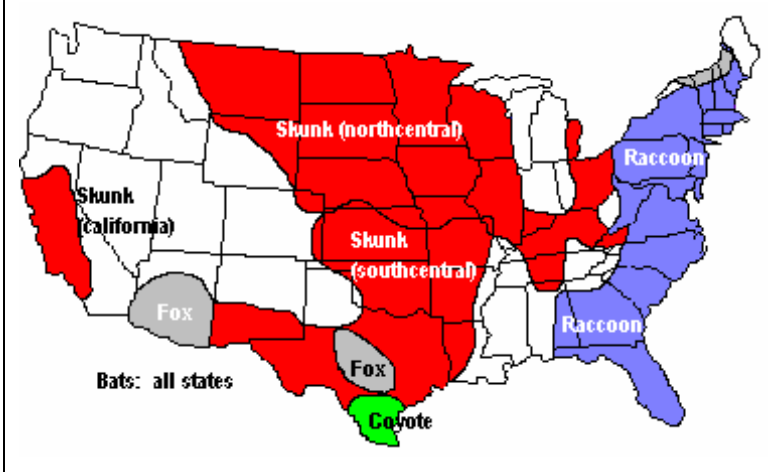 Skunk (northcentral)
Raccoon
Skunk
(california)
Skunk
(southcentral)
Fox
Raccoon
Fox
Bats: all states
Coyote